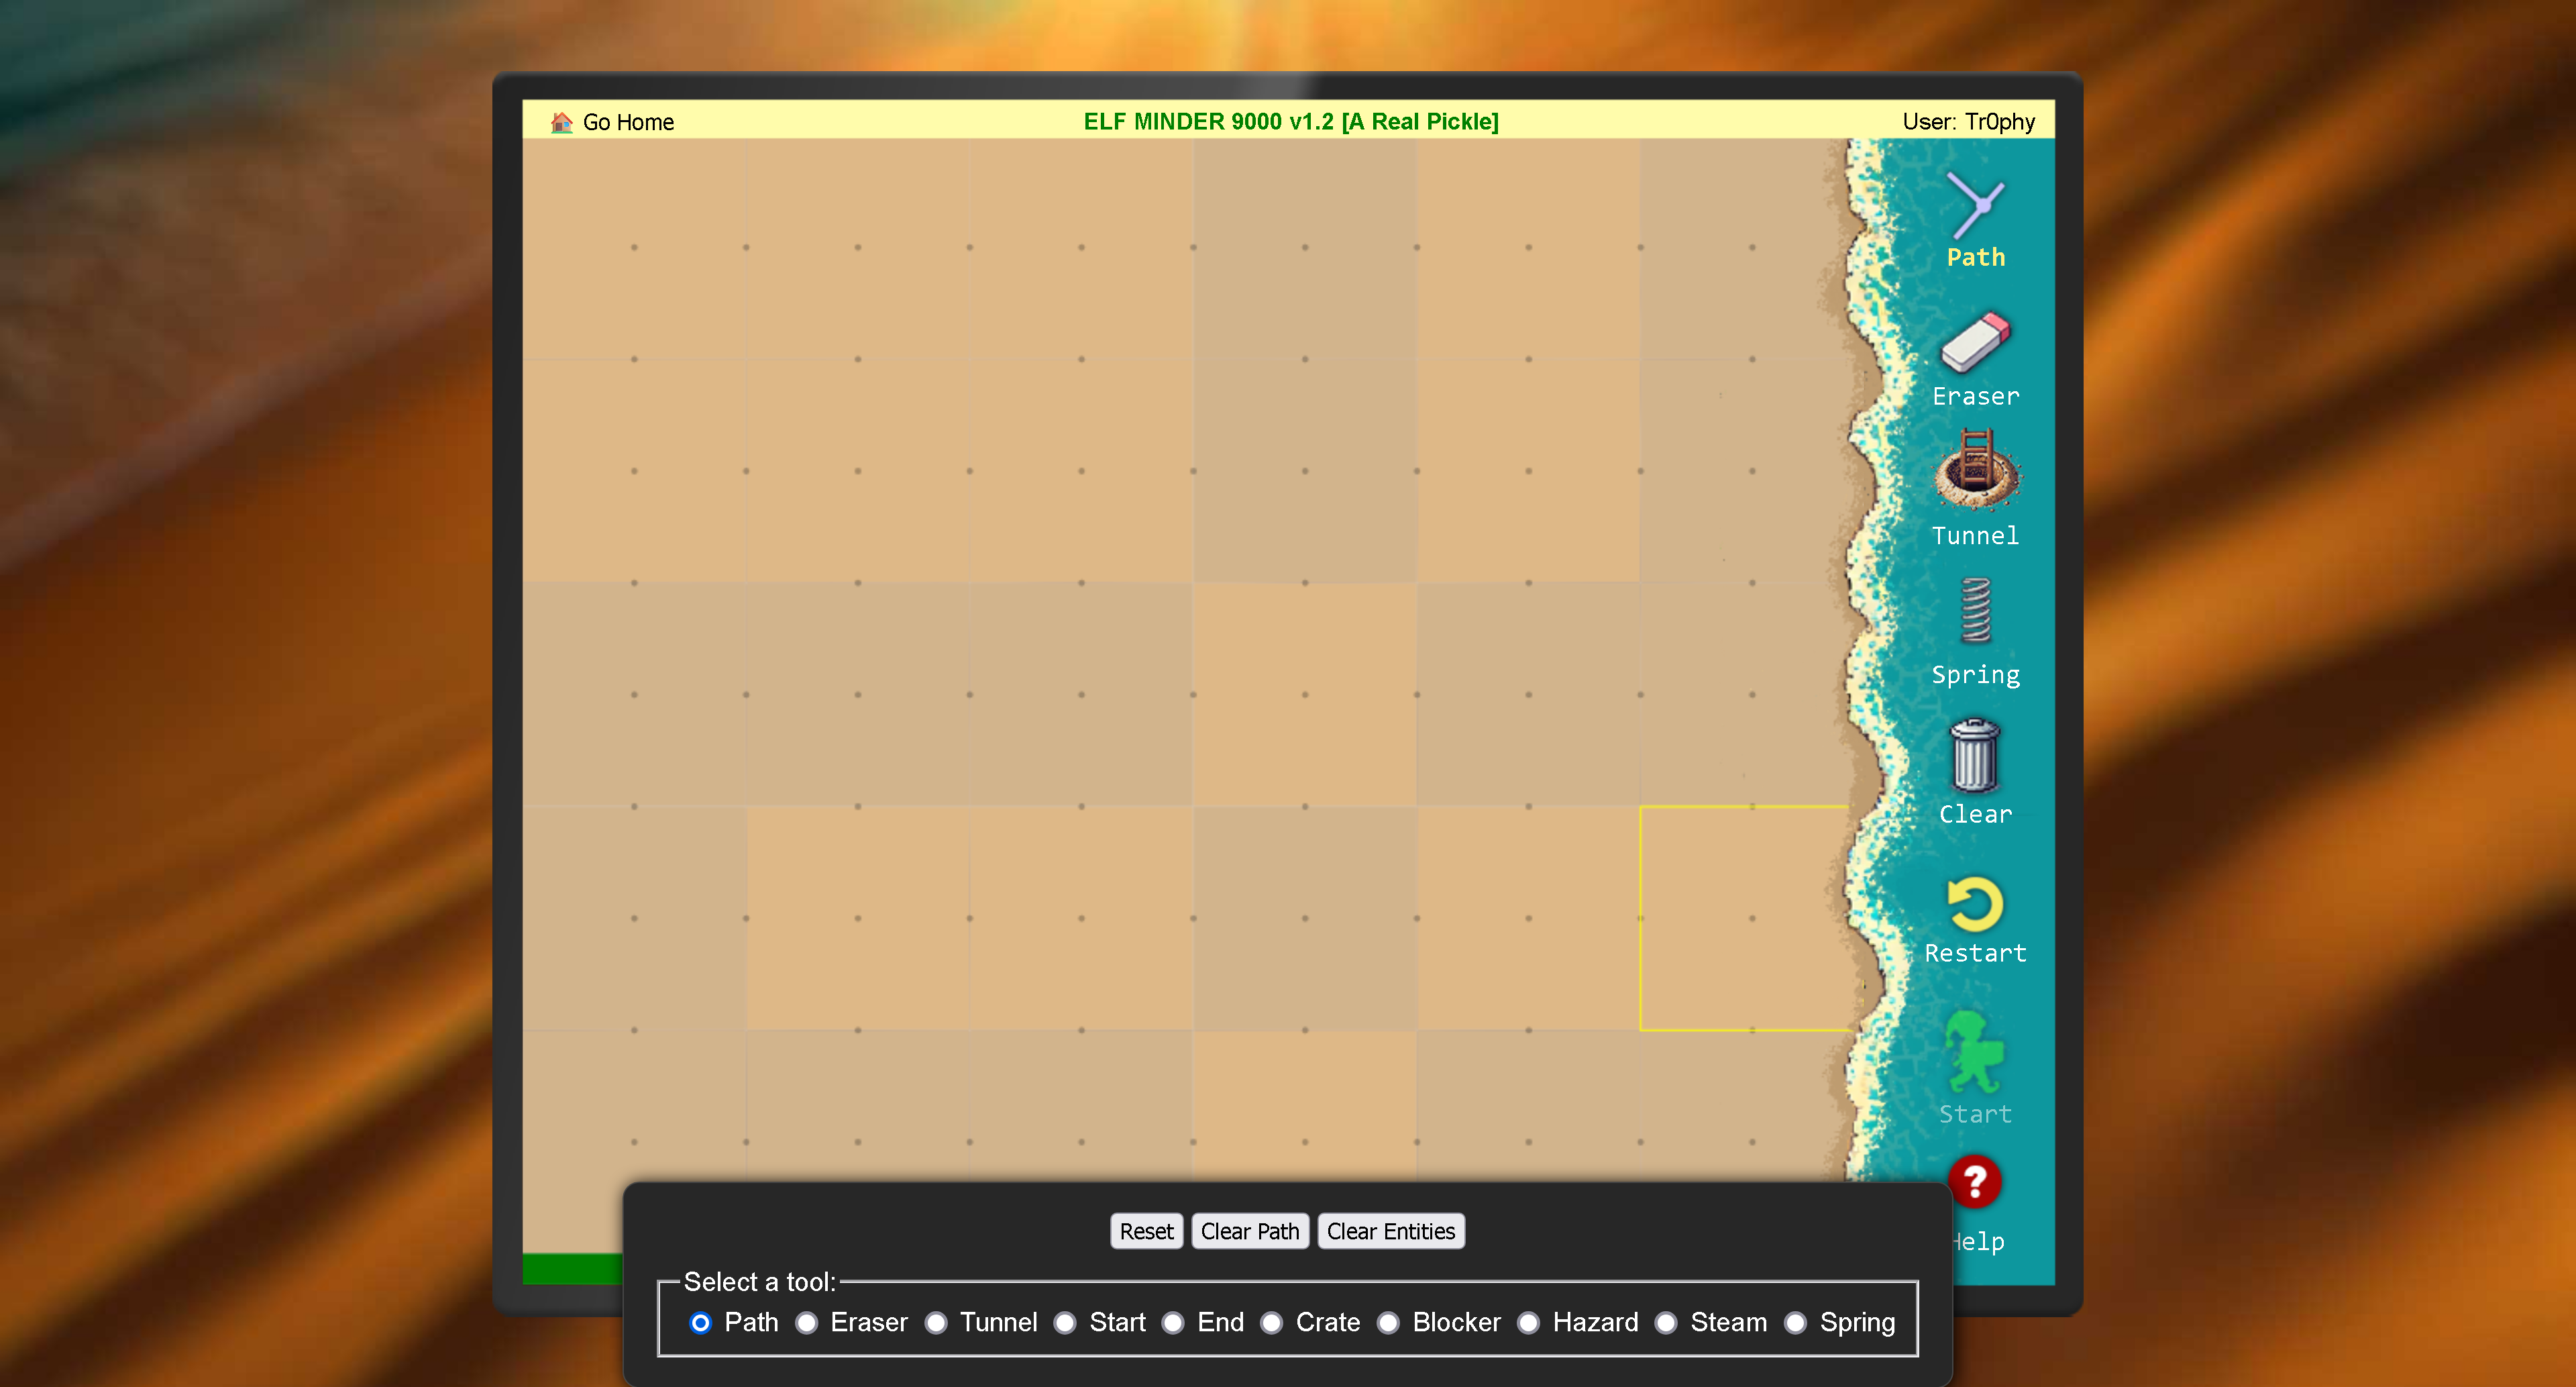 Go Home
ELF MINDER 9000 v1.2 [A Real Pickle]
User: Tr0phy
Path
Eraser
Tunnel
Spring
Clear
Restart
Start
?
Help
Reset Clear Path Clear Entities
Select a tool:
Path Eraser Tunnel Start End Crate Blocker Hazard Steam Spring